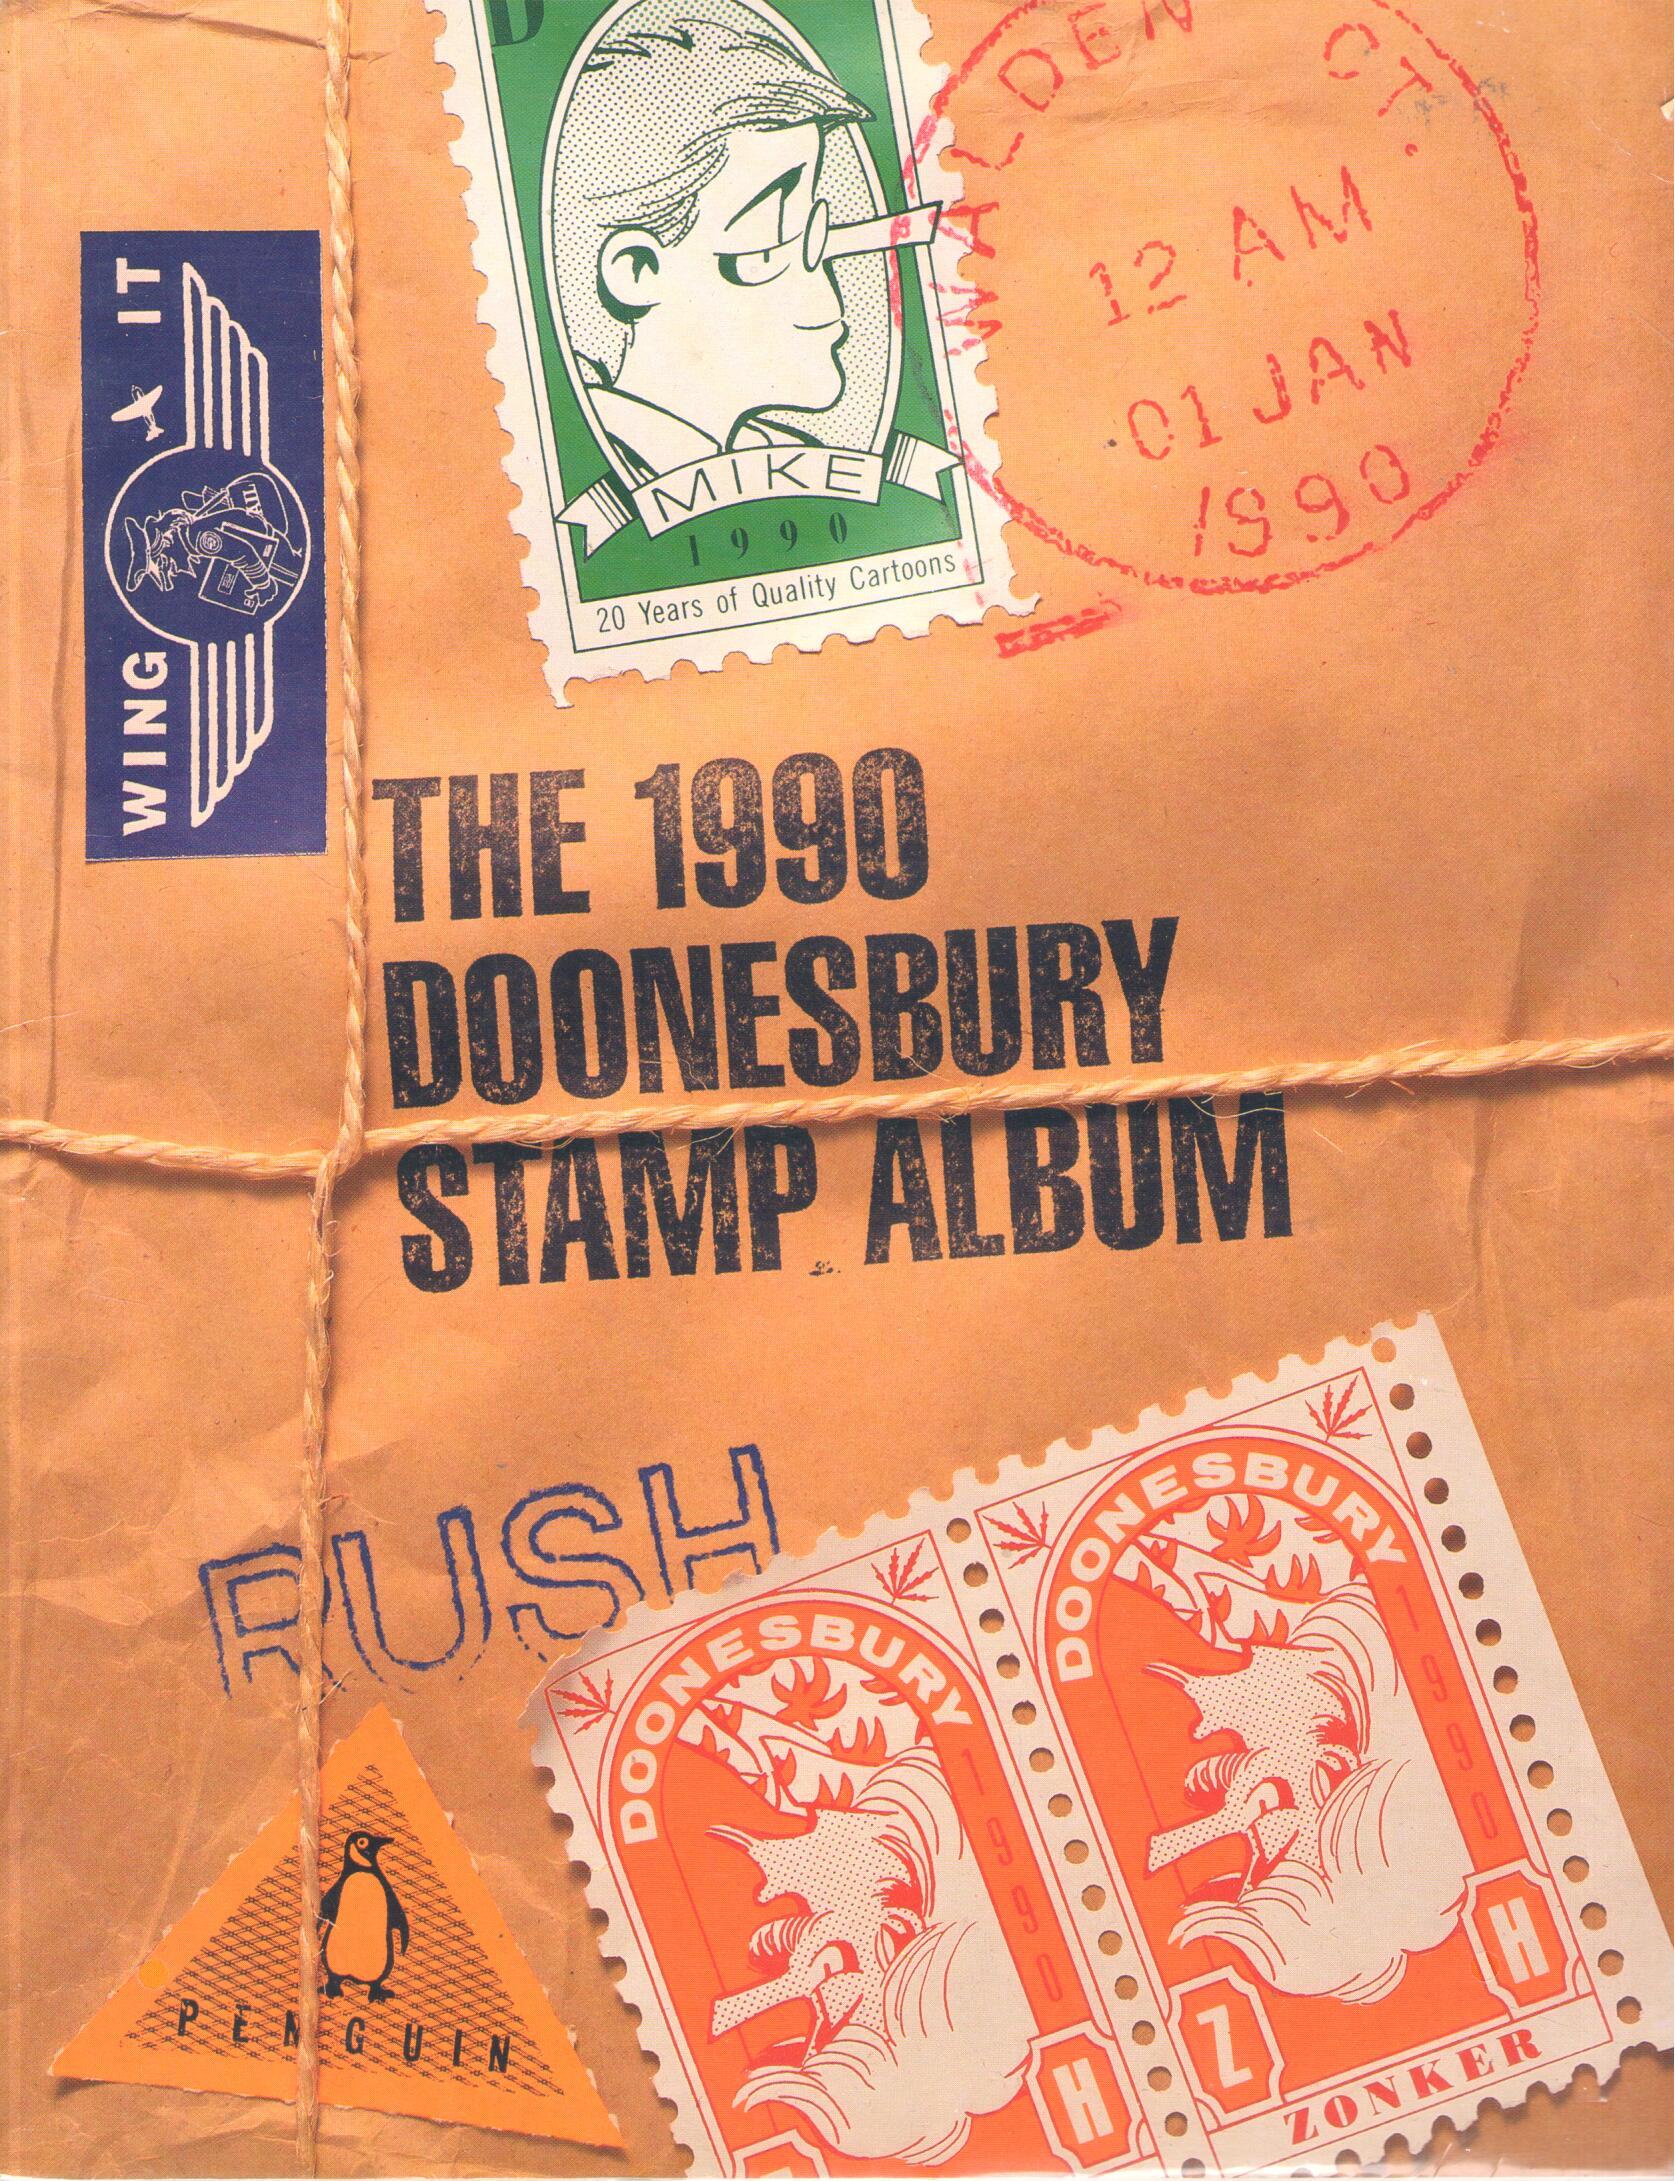 D
WALDEN CT.
12 AM
01 JAN
1990
WING IT
MAIL
MIKE
1990
20 Years of Quality Cartoons
THE 1990
DOONESBURY
STAMP ALBUM
RUSH
DOONESBURY 1990
Z H
ZONKER
DOONESBURY 1990
H
PENGUIN